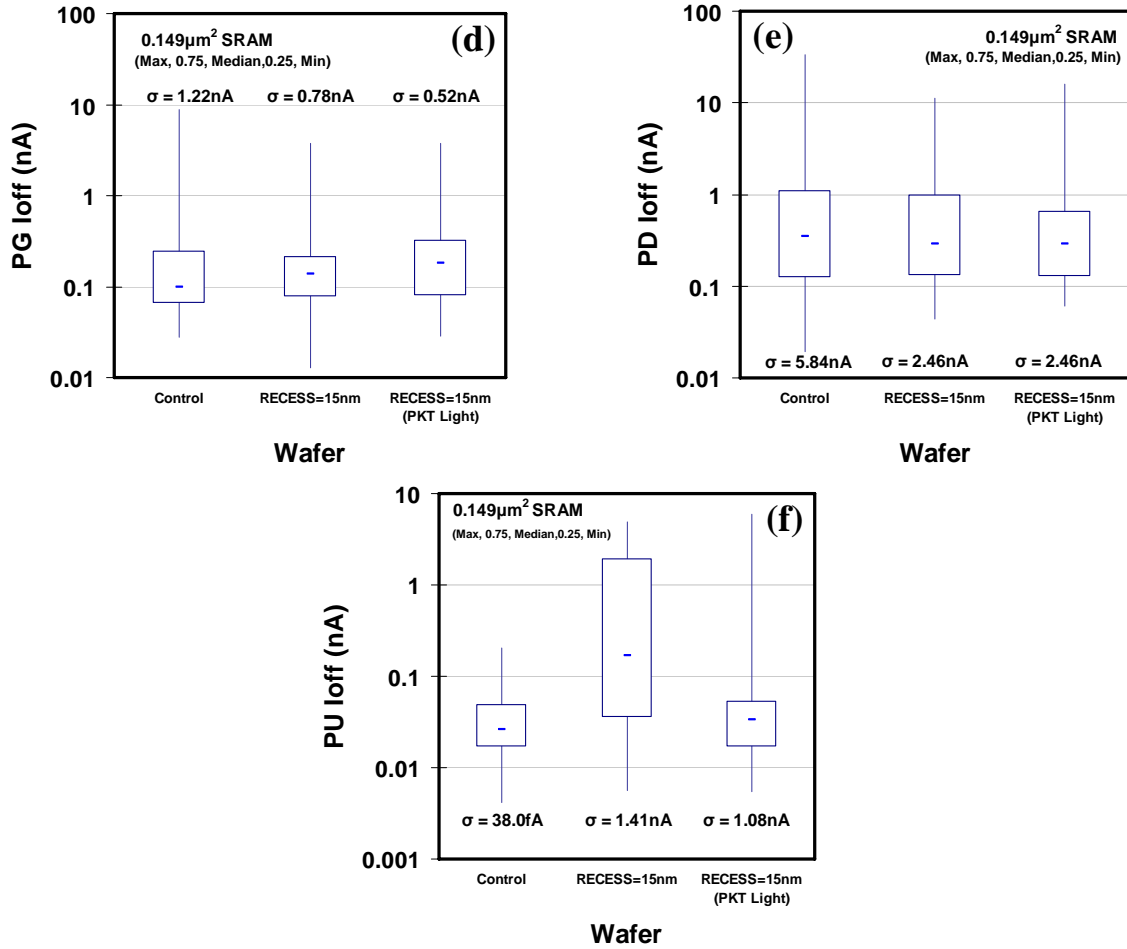 100
10
1
0.1
0.01
PG Ioff (nA)
0.149µm² SRAM
(Max, 0.75, Median,0.25, Min)
(d)
σ = 1.22nA
σ = 0.78nA
σ = 0.52nA
Control
RECESS=15nm
RECESS=15nm
(PKT Light)
Wafer
100
10
1
0.1
0.01
PD Ioff (nA)
(e)
0.149µm² SRAM
(Max, 0.75, Median,0.25, Min)
σ = 5.84nA
σ = 2.46nA
σ = 2.46nA
Control
RECESS=15nm
RECESS=15nm
(PKT Light)
Wafer
10
1
0.1
0.01
0.001
PU Ioff (nA)
0.149µm² SRAM
(Max, 0.75, Median,0.25, Min)
(f)
σ = 38.0fA
σ = 1.41nA
σ = 1.08nA
Control
RECESS=15nm
RECESS=15nm
(PKT Light)
Wafer